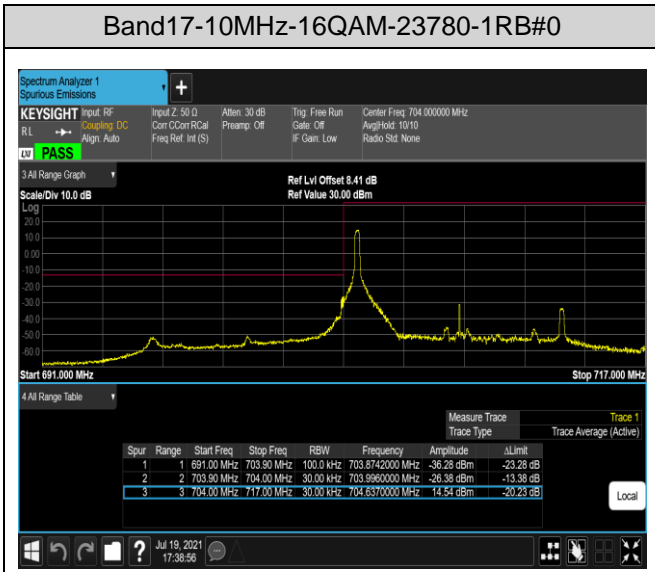 Band17-10MHz-16QAM-23780-1RB#0
Spectrum Analyzer 1
Spurious Emissions
KEYSIGHT Input: RF Input Z: 50 Ω Atten: 30 dB Trig: Free Run Center Freq: 704.000000 MHz
RL Coupling: DC Corr CCorr RCal Preamp: Off Gate: Off Avg|Hold: 10/10
Align: Auto Freq Ref: Int (S) IF Gain: Low Radio Std: None
PASS
3 All Range Graph
Ref Lvl Offset 8.41 dB
Scale/Div 10.0 dB Ref Value 30.00 dBm
Log
20.0
10.0
0.00
-10.0
-20.0
-30.0
-40.0
-50.0
-60.0
Start 691.000 MHz Stop 717.000 MHz
4 All Range Table
Measure Trace Trace 1
Trace Type Trace Average (Active)
Spur Range Start Freq Stop Freq RBW Frequency Amplitude ΔLimit
1 1 691.00 MHz 703.90 MHz 100.0 kHz 703.8742000 MHz -36.28 dBm -23.28 dB
2 2 703.90 MHz 704.00 MHz 30.00 kHz 703.9960000 MHz -26.38 dBm -13.38 dB
3 3 704.00 MHz 717.00 MHz 30.00 kHz 704.6370000 MHz 14.54 dBm -20.23 dB
Local
? Jul 19, 2021
17:38:56